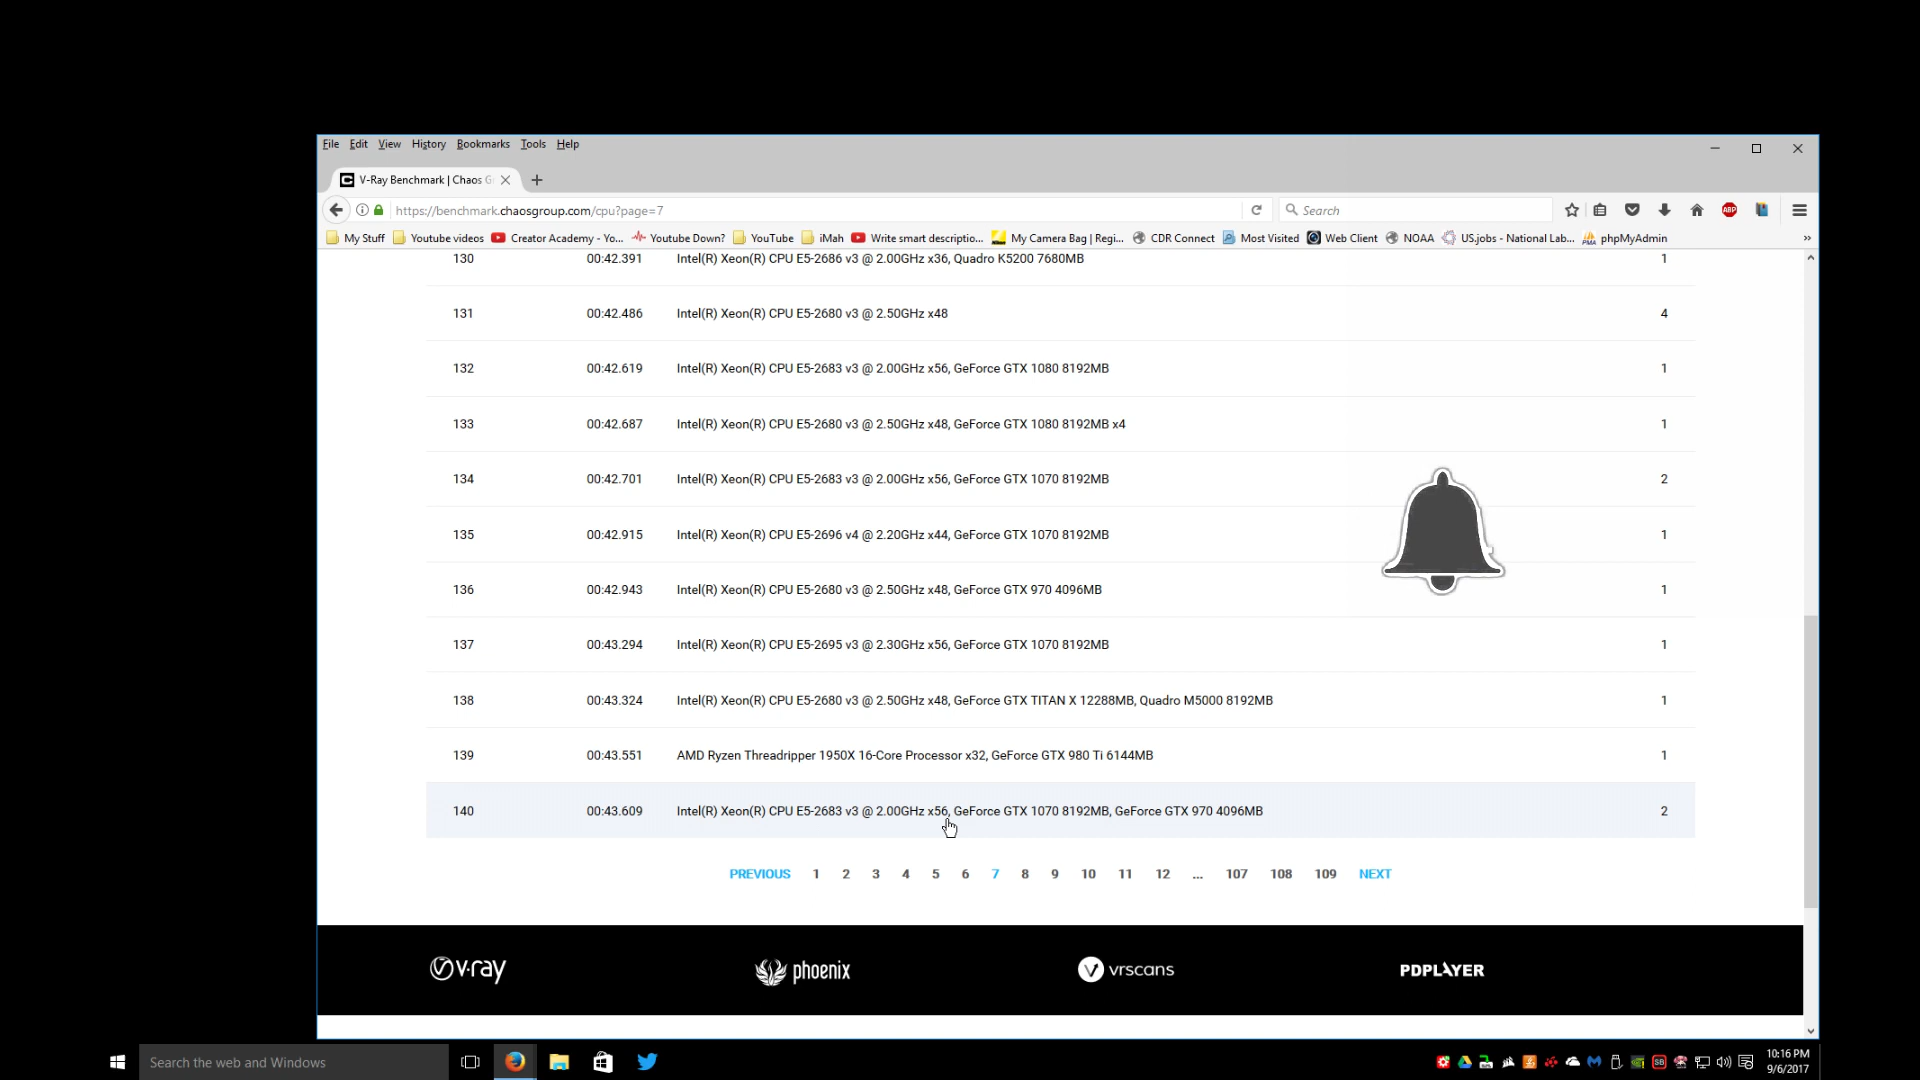 File Edit View History Bookmarks Tools Help
V-Ray Benchmark | Chaos G
https://benchmark.chaosgroup.com/cpu?page=7
Search
ABP
My Stuff Youtube videos Creator Academy - Yo... Youtube Down? YouTube iMah Write smart descriptio... My Camera Bag | Regi... CDR Connect Most Visited Web Client NOAA US.jobs - National Lab... phpMyAdmin »
130 00:42.391 Intel(R) Xeon(R) CPU E5-2686 v3 @ 2.00GHz x36, Quadro K5200 7680MB 1
131 00:42.486 Intel(R) Xeon(R) CPU E5-2680 v3 @ 2.50GHz x48 4
132 00:42.619 Intel(R) Xeon(R) CPU E5-2683 v3 @ 2.00GHz x56, GeForce GTX 1080 8192MB 1
133 00:42.687 Intel(R) Xeon(R) CPU E5-2680 v3 @ 2.50GHz x48, GeForce GTX 1080 8192MB x4 1
134 00:42.701 Intel(R) Xeon(R) CPU E5-2683 v3 @ 2.00GHz x56, GeForce GTX 1070 8192MB 2
135 00:42.915 Intel(R) Xeon(R) CPU E5-2696 v4 @ 2.20GHz x44, GeForce GTX 1070 8192MB 1
136 00:42.943 Intel(R) Xeon(R) CPU E5-2680 v3 @ 2.50GHz x48, GeForce GTX 970 4096MB 1
137 00:43.294 Intel(R) Xeon(R) CPU E5-2695 v3 @ 2.30GHz x56, GeForce GTX 1070 8192MB 1
138 00:43.324 Intel(R) Xeon(R) CPU E5-2680 v3 @ 2.50GHz x48, GeForce GTX TITAN X 12288MB, Quadro M5000 8192MB 1
139 00:43.551 AMD Ryzen Threadripper 1950X 16-Core Processor x32, GeForce GTX 980 Ti 6144MB 1
140 00:43.609 Intel(R) Xeon(R) CPU E5-2683 v3 @ 2.00GHz x56, GeForce GTX 1070 8192MB, GeForce GTX 970 4096MB 2
PREVIOUS 1 2 3 4 5 6 7 8 9 10 11 12 ... 107 108 109 NEXT
v·ray phoenix vrscans PDPLAYER
Search the web and Windows
10:16 PM
9/6/2017